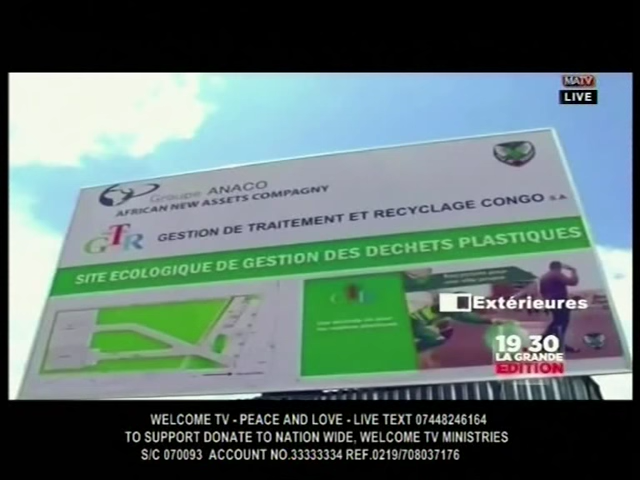 MATV
LIVE
Groupe ANACO
AFRICAN NEW ASSETS COMPAGNY
GTR GESTION DE TRAITEMENT ET RECYCLAGE CONGO S.A
SITE ECOLOGIQUE DE GESTION DES DECHETS PLASTIQUES
GTR
Extérieures
19.30
LA GRANDE
EDITION
WELCOME TV - PEACE AND LOVE - LIVE TEXT 07448246164
TO SUPPORT DONATE TO NATION WIDE, WELCOME TV MINISTRIES
S/C 070093 ACCOUNT NO.33333334 REF.0219/708037176